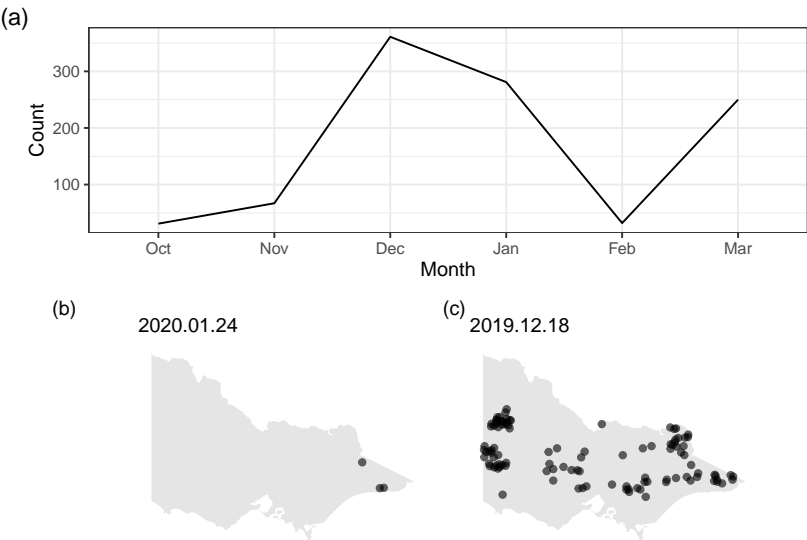 (a)
Count
300
200
100
Oct Nov Dec Jan Feb Mar
Month
(b) (c)
2020.01.24 2019.12.18